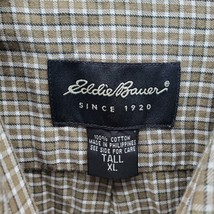 Eddie Bauer®
SINCE 1920
100% COTTON
MADE IN PHILIPPINES
SEE SIDE FOR CARE
TALL
XL